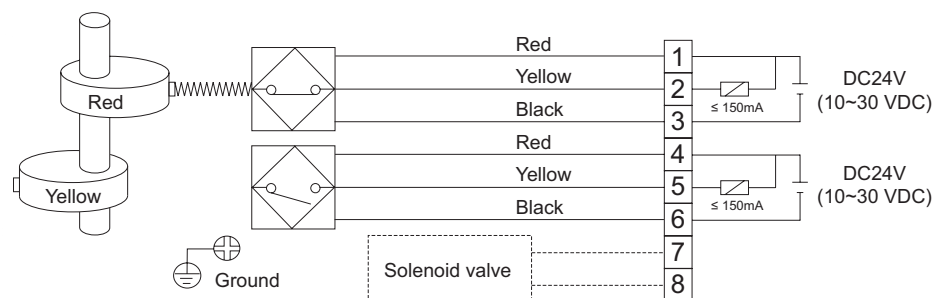 Red
Yellow
Ground
Red
Yellow
Black
Red
Yellow
Black
Solenoid valve
1
2
3
4
5
6
7
8
≤ 150mA
DC24V
(10~30 VDC)
≤ 150mA
DC24V
(10~30 VDC)